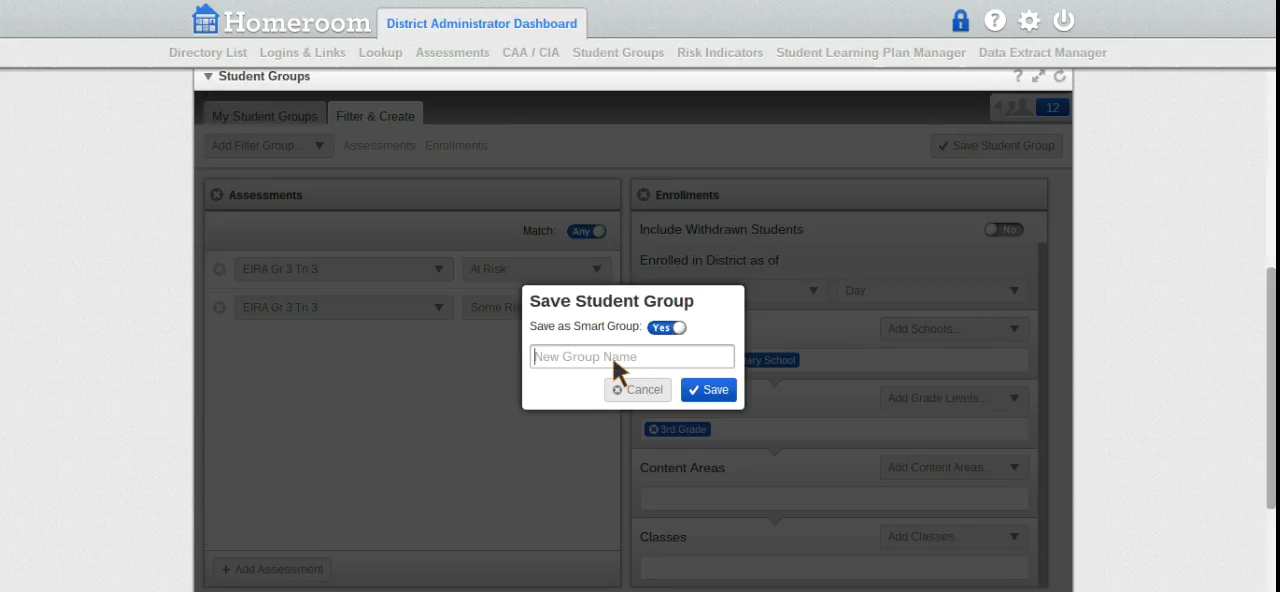 Homeroom
District Administrator Dashboard
Directory List Logins & Links Lookup Assessments CAA / CIA Student Groups Risk Indicators Student Learning Plan Manager Data Extract Manager
Student Groups
My Student Groups Filter & Create 12
Add Filter Group... Assessments Enrollments Save Student Group
Assessments Enrollments
Match: Any Include Withdrawn Students No
Enrolled in District as of
EIRA Gr 3 Tri 3 At Risk
Day
EIRA Gr 3 Tri 3 Some
Save Student Group
Save as Smart Group: Yes
New Group Name
Cancel Save
Add Schools...
School
Add Grade Levels...
3rd Grade
Content Areas Add Content Areas...
Classes Add Classes...
+ Add Assessment